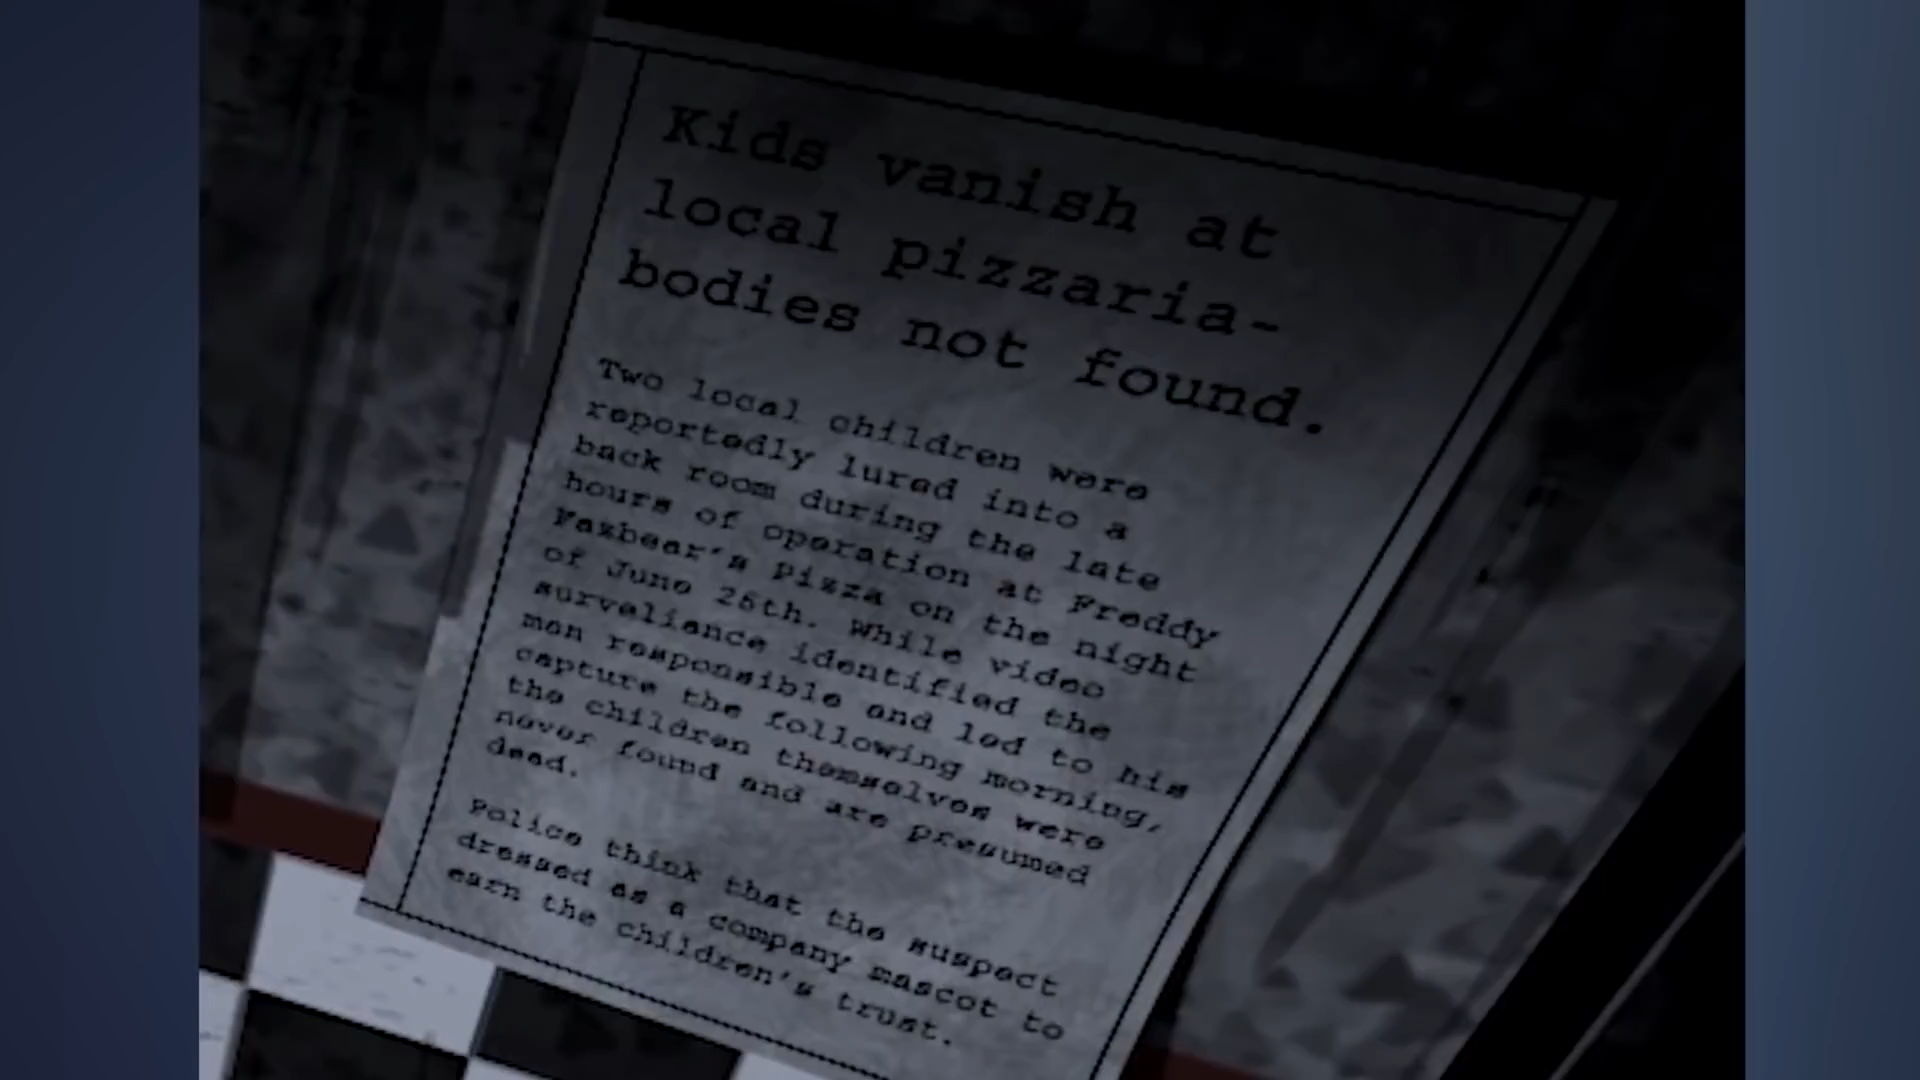 Kids vanish at
local pizzaria-
bodies not found.
Two local children were
reportedly lured into a
back room during the late
hours of operation at Freddy
Fazbear's Pizza on the night
of June 26th. While video
surveliance identified the
man responsible and led to his
capture the following morning,
the children themselves were
never found and are presumed
dead.
Police think that the suspect
dressed as a company mascot to
earn the children's trust.